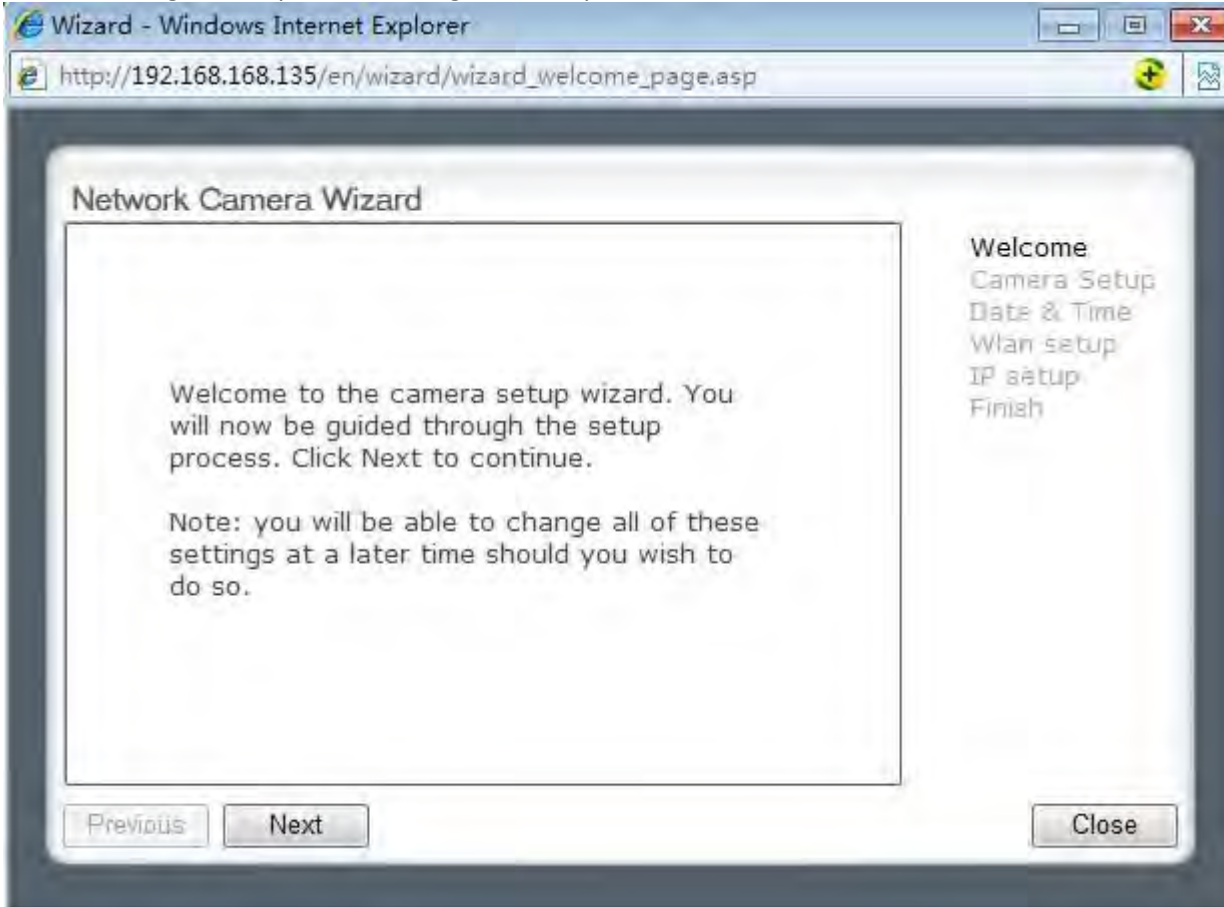 Wizard - Windows Internet Explorer
http://192.168.168.135/en/wizard/wizard_welcome_page.asp
Network Camera Wizard
Welcome
Camera Setup
Date & Time
Wlan setup
IP setup
Finish
Welcome to the camera setup wizard. You
will now be guided through the setup
process. Click Next to continue.
Note: you will be able to change all of these
settings at a later time should you wish to
do so.
Previous
Next
Close